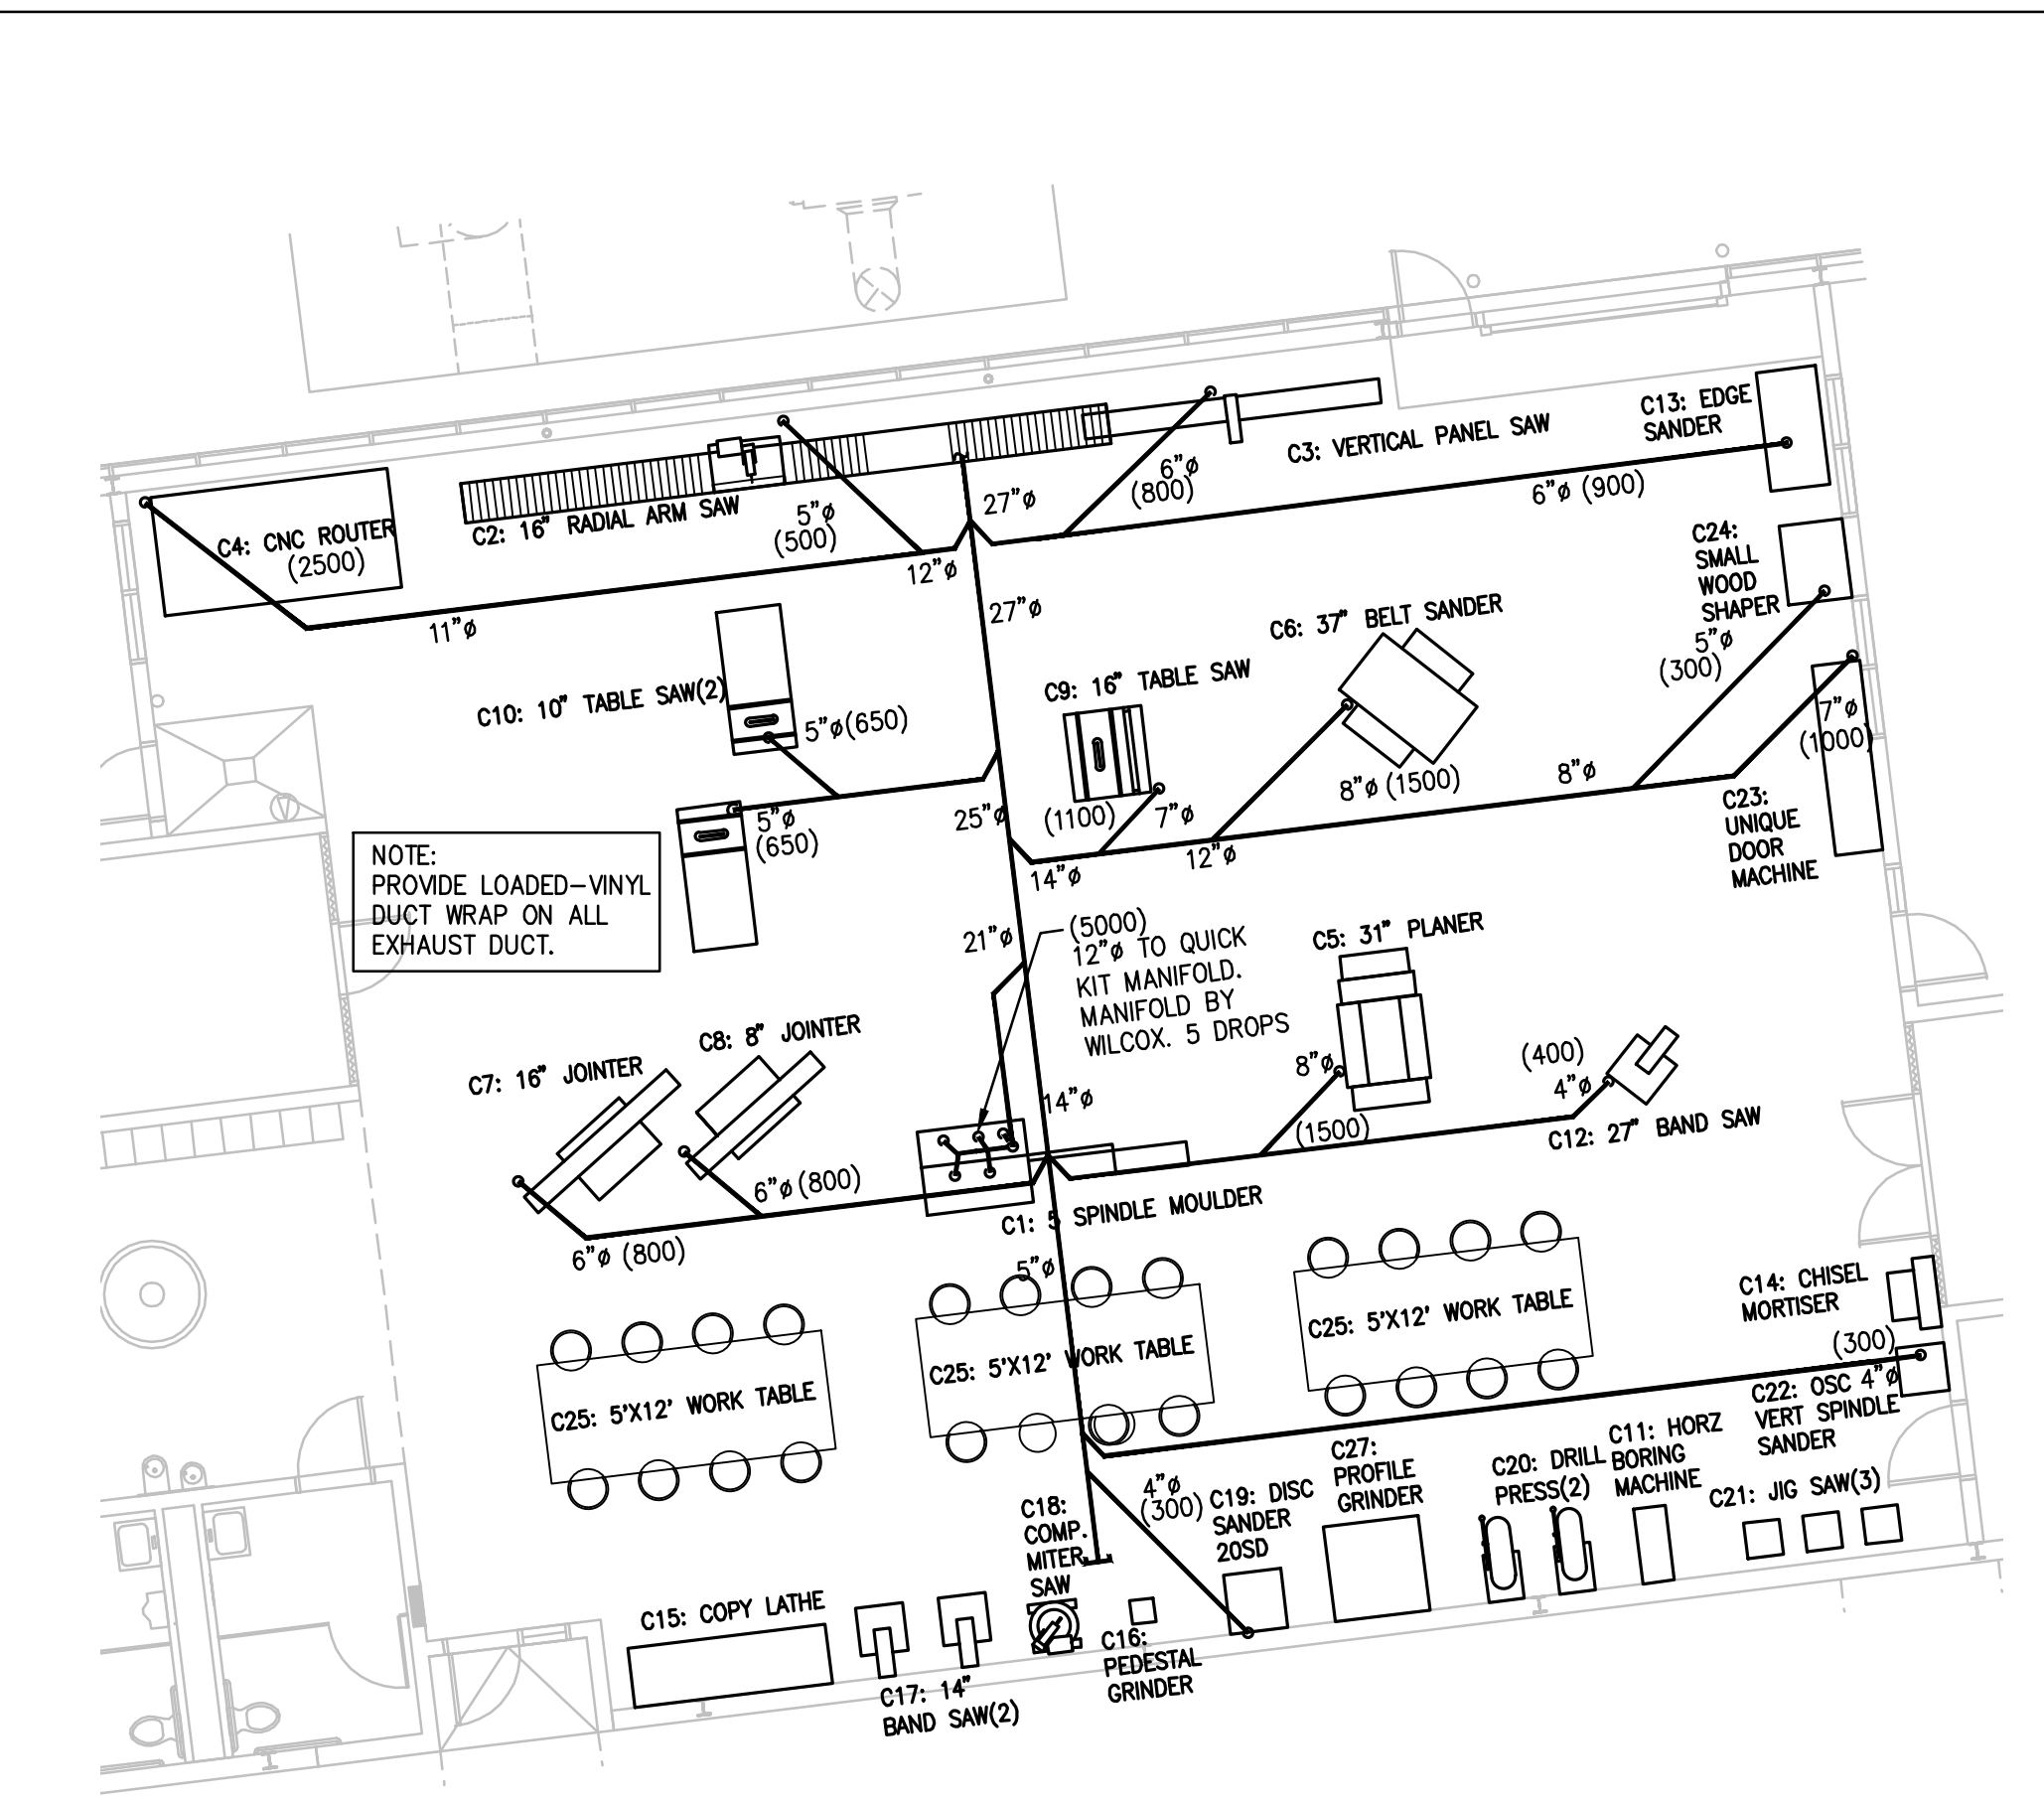 C13: EDGE
SANDER
C3: VERTICAL PANEL SAW
6"ø
(800)
6"ø (900)
27"ø
C2: 16" RADIAL ARM SAW
5"ø
(500)
C4: CNC ROUTER
(2500)
12"ø
11"ø
27"ø
C24:
SMALL
WOOD
SHAPER
5"ø
(300)
C6: 37" BELT SANDER
C9: 16" TABLE SAW
C10: 10" TABLE SAW(2)
5"ø(650)
7"ø
(1000)
8"ø (1500)
8"ø
(1100)
7"ø
25"ø
5"ø
(650)
12"ø
14"ø
C23:
UNIQUE
DOOR
MACHINE
NOTE:
PROVIDE LOADED-VINYL
DUCT WRAP ON ALL
EXHAUST DUCT.
21"ø
(5000)
12"ø TO QUICK
KIT MANIFOLD.
MANIFOLD BY
WILCOX. 5 DROPS
C5: 31" PLANER
C8: 8" JOINTER
C7: 16" JOINTER
8"ø
(1500)
(400)
4"ø
C12: 27" BAND SAW
14"ø
6"ø (800)
6"ø (800)
C1: 5 SPINDLE MOULDER
5"ø
C25: 5'X12' WORK TABLE
C25: 5'X12' WORK TABLE
C25: 5'X12' WORK TABLE
C14: CHISEL
MORTISER
(300)
C22: OSC 4"ø
VERT SPINDLE
SANDER
C11: HORZ
BORING
MACHINE
C20: DRILL
PRESS(2)
C21: JIG SAW(3)
C27:
PROFILE
GRINDER
C19: DISC
SANDER
20SD
4"ø
(300)
C18:
COMP.
MITER
SAW
C15: COPY LATHE
C16:
PEDESTAL
GRINDER
C17: 14"
BAND SAW(2)